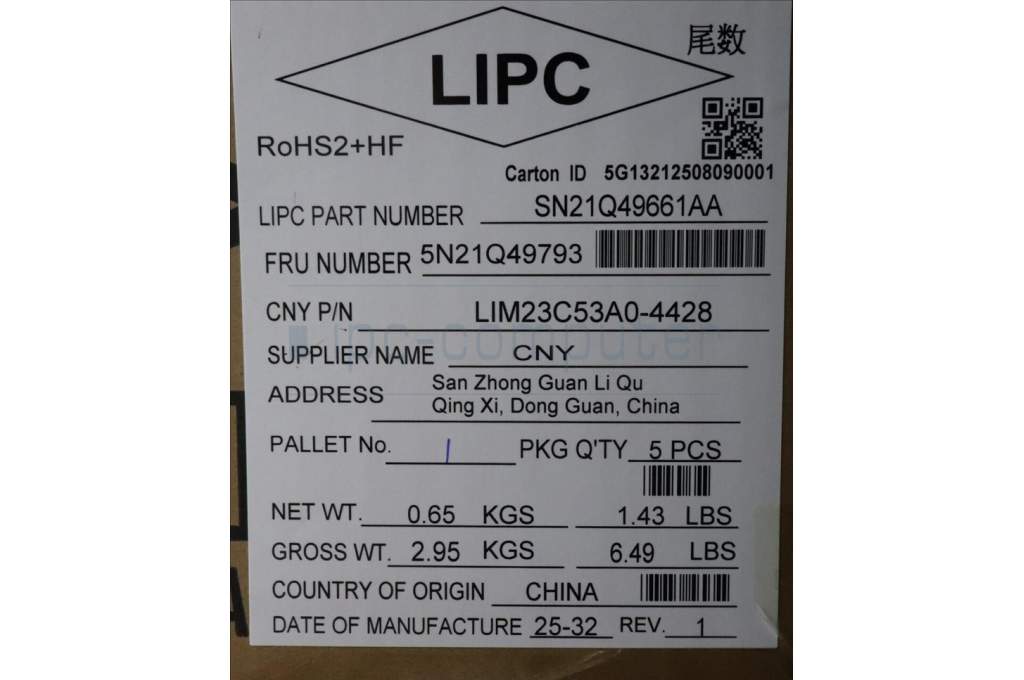 尾数
LIPC
RoHS2+HF
Carton ID 5G13212508090001
LIPC PART NUMBER SN21Q49661AA
FRU NUMBER 5N21Q49793
CNY P/N LIM23C53A0-4428
ipc-computer
SUPPLIER NAME CNY
ADDRESS San Zhong Guan Li Qu
Qing Xi, Dong Guan, China
PALLET No. 1 PKG Q'TY 5 PCS
NET WT. 0.65 KGS 1.43 LBS
GROSS WT. 2.95 KGS 6.49 LBS
COUNTRY OF ORIGIN CHINA
DATE OF MANUFACTURE 25-32 REV. 1